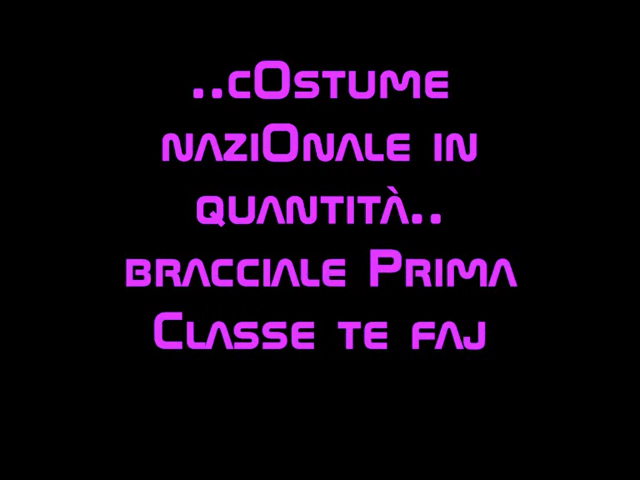 ..cOstume
naziOnale in
quantità..
bracciale Prima
Classe te faj